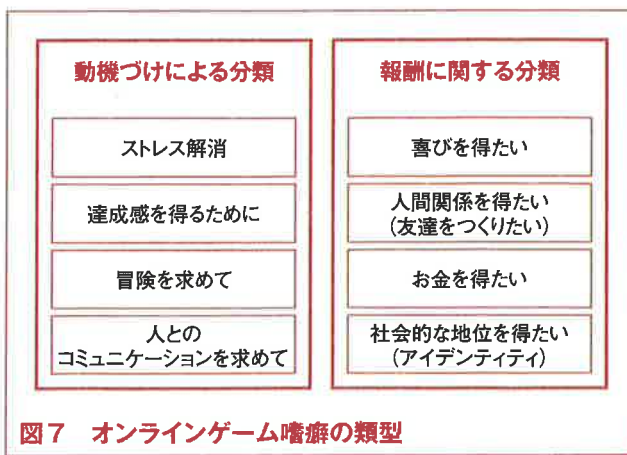 動機づけによる分類
ストレス解消
達成感を得るために
冒険を求めて
人との
コミュニケーションを求めて
報酬に関する分類
喜びを得たい
人間関係を得たい
(友達をつくりたい)
お金を得たい
社会的な地位を得たい
(アイデンティティ)
図7 オンラインゲーム嗜癖の類型